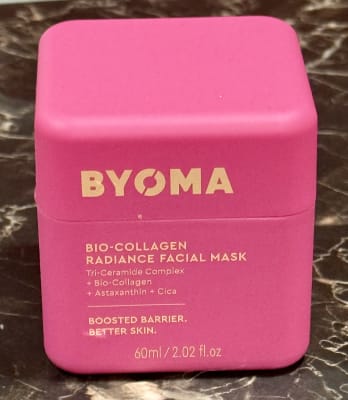 BYOMA
BIO-COLLAGEN
RADIANCE FACIAL MASK
Tri-Ceramide Complex
+ Bio-Collagen
+ Astaxanthin + Cica
BOOSTED BARRIER.
BETTER SKIN.
60ml/2.02 fl.oz